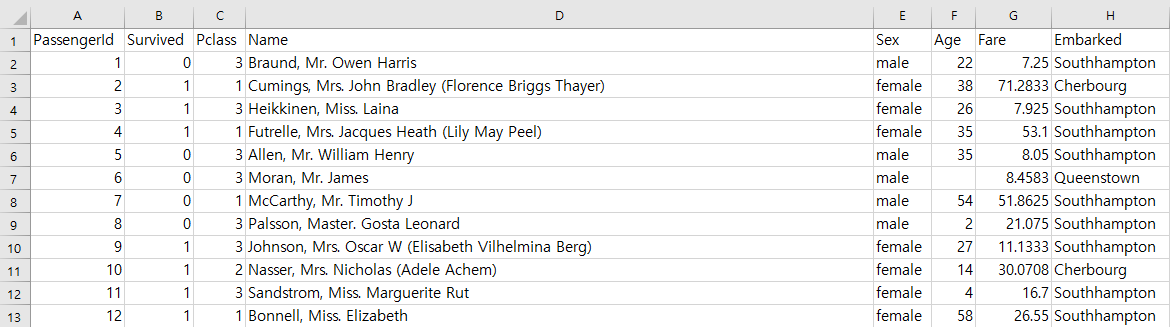 A B C D E F G H
1 PassengerId Survived Pclass Name Sex Age Fare Embarked
2 1 0 3 Braund, Mr. Owen Harris male 22 7.25 Southhampton
3 2 1 1 Cumings, Mrs. John Bradley (Florence Briggs Thayer) female 38 71.2833 Cherbourg
4 3 1 3 Heikkinen, Miss. Laina female 26 7.925 Southhampton
5 4 1 1 Futrelle, Mrs. Jacques Heath (Lily May Peel) female 35 53.1 Southhampton
6 5 0 3 Allen, Mr. William Henry male 35 8.05 Southhampton
7 6 0 3 Moran, Mr. James male 8.4583 Queenstown
8 7 0 1 McCarthy, Mr. Timothy J male 54 51.8625 Southhampton
9 8 0 3 Palsson, Master. Gosta Leonard male 2 21.075 Southhampton
10 9 1 3 Johnson, Mrs. Oscar W (Elisabeth Vilhelmina Berg) female 27 11.1333 Southhampton
11 10 1 2 Nasser, Mrs. Nicholas (Adele Achem) female 14 30.0708 Cherbourg
12 11 1 3 Sandstrom, Miss. Marguerite Rut female 4 16.7 Southhampton
13 12 1 1 Bonnell, Miss. Elizabeth female 58 26.55 Southhampton